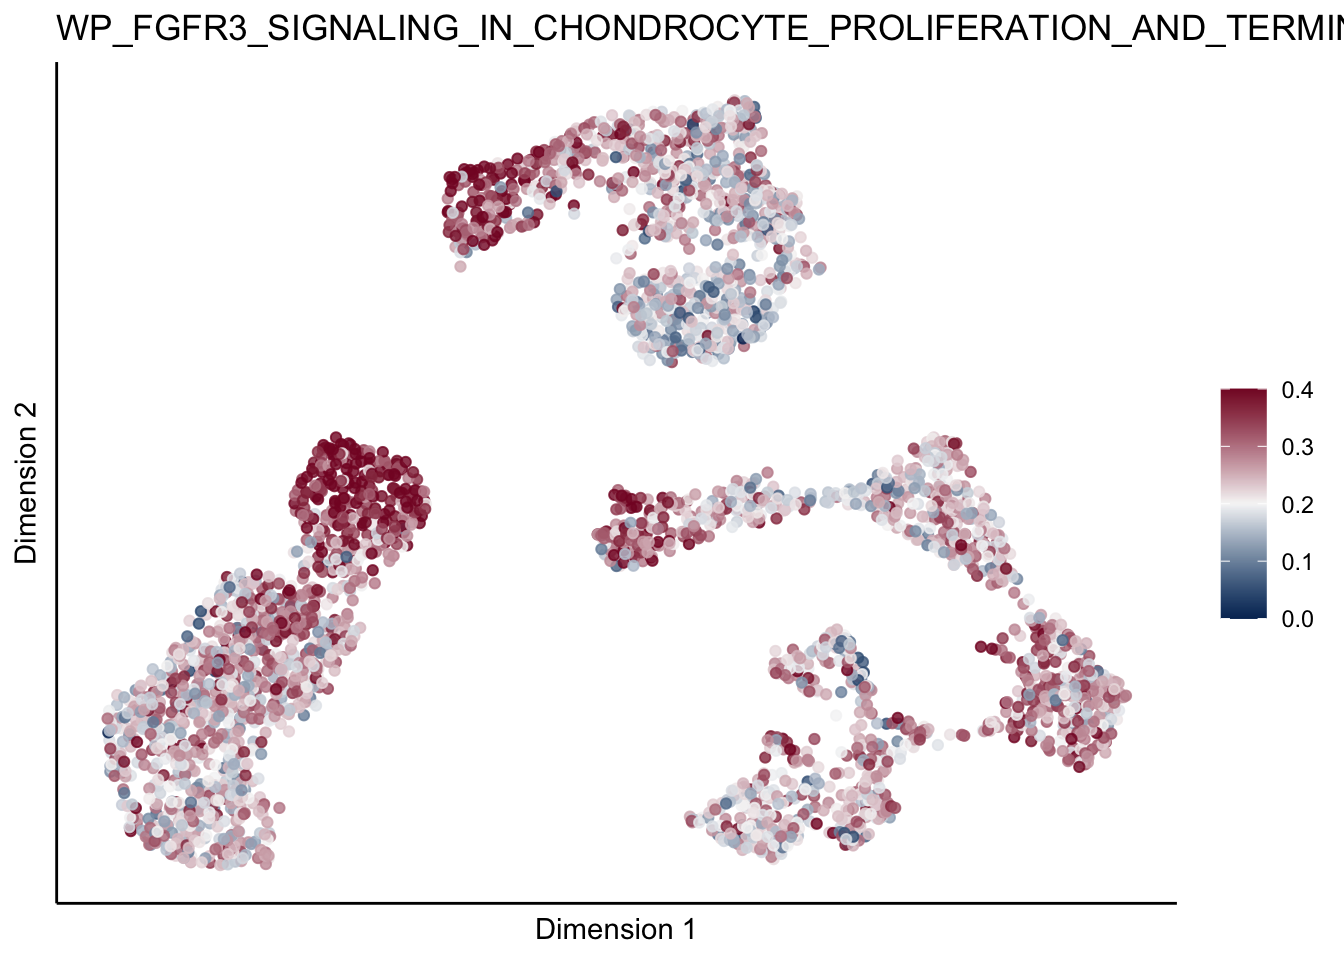 WP_FGFR3_SIGNALING_IN_CHONDROCYTE_PROLIFERATION_AND_TERMIN
Dimension 2
0.4
0.3
0.2
0.1
0.0
Dimension 1